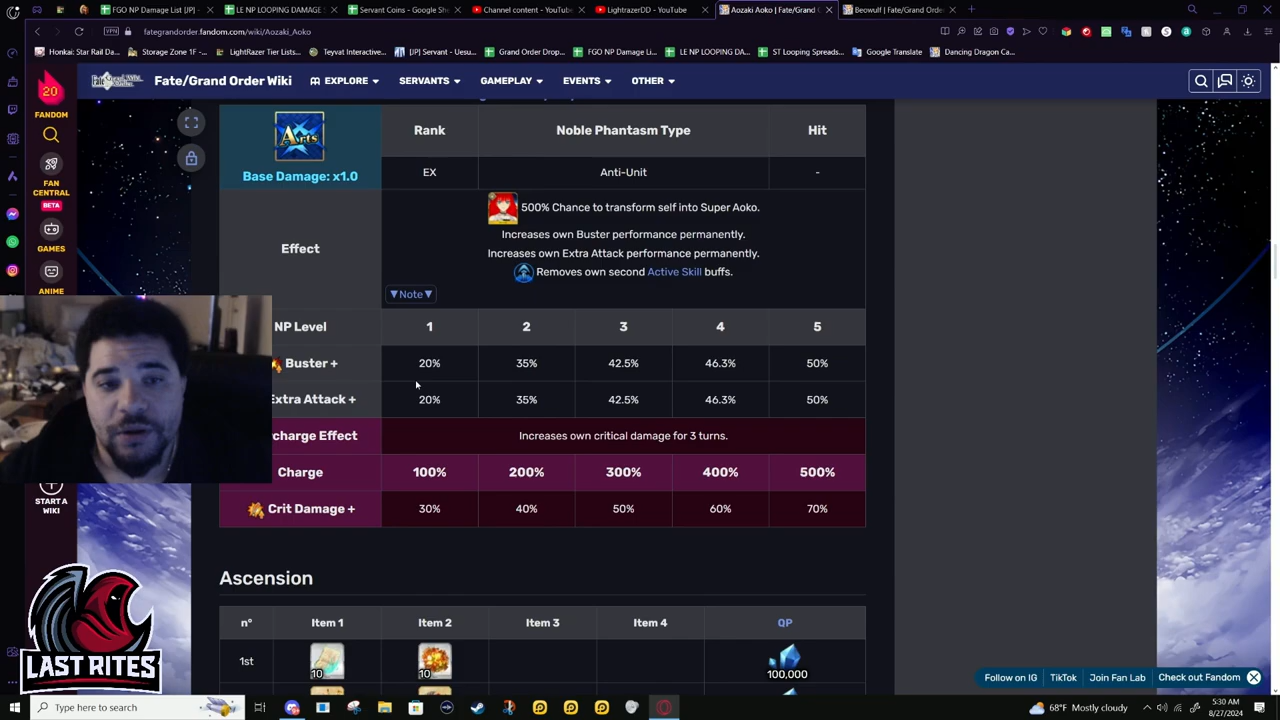 FGO NP Damage List [JP] -
LE NP LOOPING DAMAGE
Servant Coins - Google Sh
Channel content - YouTube
LightrazerDD - YouTube
Aozaki Aoko | Fate/Grand
Beowulf | Fate/Grand Orde
VPN
fategrandorder.fandom.com/wiki/Aozaki_Aoko
Honkai: Star Rail Da...
Storage Zone 1F -...
LightRazer Tier Lists...
Teyvat Interactive...
[JP] Servant - Uesu...
Grand Order Drop...
FGO NP Damage Li...
LE NP LOOPING DA...
ST Looping Spreads...
Google Translate
Dancing Dragon Ca...
20
FANDOM
Fate/Grand Order Wiki
EXPLORE
SERVANTS
GAMEPLAY
EVENTS
OTHER
FAN
CENTRAL
BETA
GAMES
ANIME
START A
WIKI
Arts
Base Damage: x1.0
Rank
Noble Phantasm Type
Hit
EX
Anti-Unit
-
Effect
500% Chance to transform self into Super Aoko.
Increases own Buster performance permanently.
Increases own Extra Attack performance permanently.
Removes own second Active Skill buffs.
▼Note▼
NP Level
1
2
3
4
5
Buster +
20%
35%
42.5%
46.3%
50%
Extra Attack +
20%
35%
42.5%
46.3%
50%
charge Effect
Increases own critical damage for 3 turns.
Charge
100%
200%
300%
400%
500%
Crit Damage +
30%
40%
50%
60%
70%
Ascension
n°
Item 1
Item 2
Item 3
Item 4
QP
1st
10
10
100,000
LAST RITES
Follow on IG
TikTok
Join Fan Lab
Check out Fandom
Type here to search
68°F Mostly cloudy
5:30 AM
8/27/2024